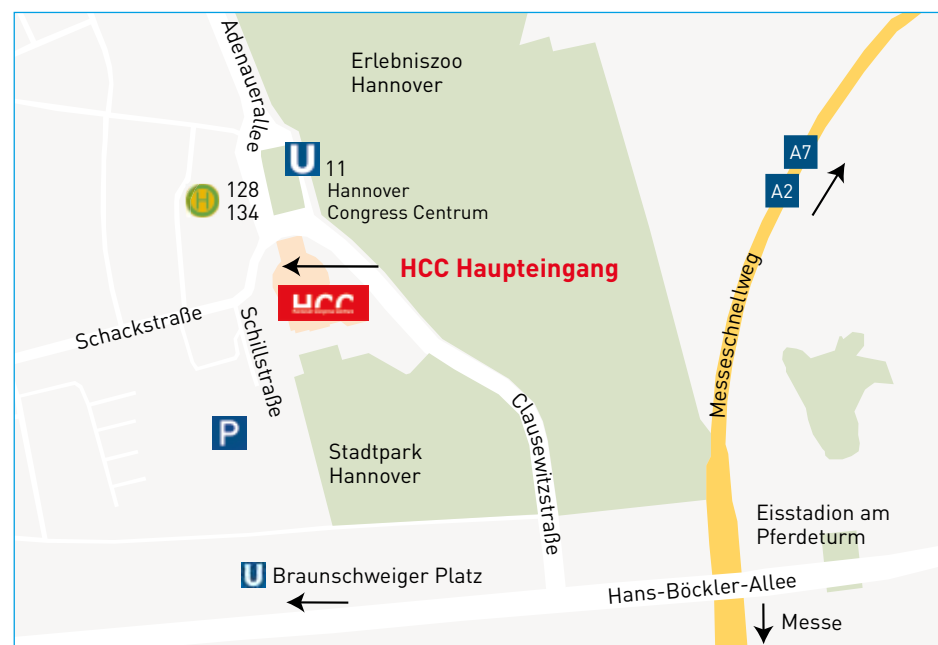 Adenauerallee
Erlebniszoo
Hannover
U
11
Hannover
Congress Centrum
H
128
134
A7
A2
HCC Haupteingang
HCC
Schackstraße
Schillstraße
Messeschnellweg
P
Stadtpark
Hannover
Clausewitzstraße
Eisstadion am
Pferdeturm
U Braunschweiger Platz
Hans-Böckler-Allee
Messe